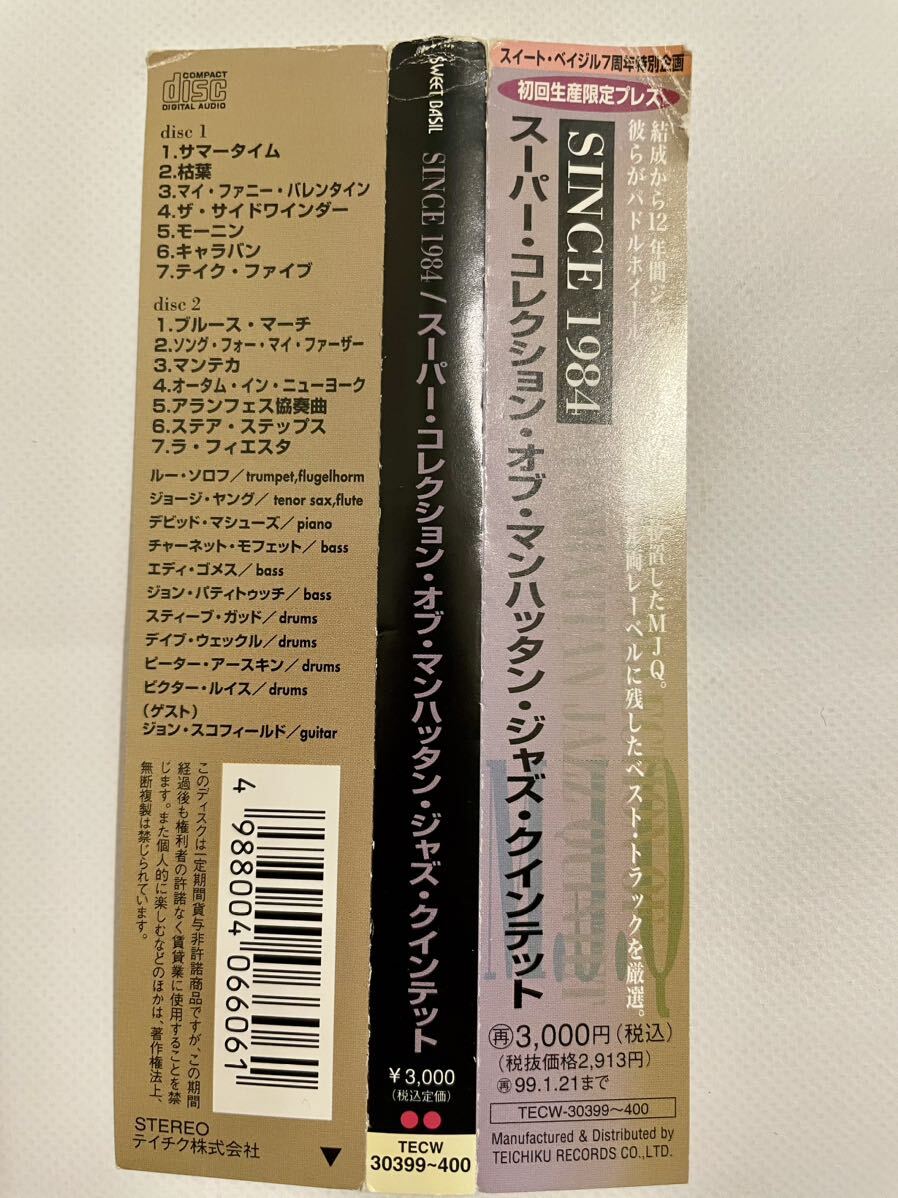 COMPACT
disc
DIGITAL AUDIO
disc 1
1.サマータイム
2.枯葉
3.マイ・ファニー・バレンタイン
4.ザ・サイドワインダー
5.モーニン
6.キャラバン
7.テイク・ファイブ
disc 2
1.ブルース・マーチ
2.ソング・フォー・マイ・ファーザー
3.マンテカ
4.オータム・イン・ニューヨーク
5.アランフェス協奏曲
6.ステア・ステップス
7.ラ・フィエスタ
ルー・ソロフ/trumpet,flugelhorm
ジョージ・ヤング/tenor sax,flute
デビッド・マシューズ/piano
チャーネット・モフェット/bass
エディ・ゴメス/bass
ジョン・パティトゥッチ/bass
スティーブ・ガッド/drums
デイブ・ウェックル/drums
ピーター・アースキン/drums
ビクター・ルイス/drums
(ゲスト)
ジョン・スコフィールド/guitar
このディスクは一定期間貸与非許諾商品ですが、この期間
経過後も権利者の許諾なく賃貸業に使用することを禁
じます。また個人的に楽しむなどのほかは、著作権法上、
無断複製は禁じられています。
4 988004 066061
STEREO
テイチク株式会社
SWEET BASIL
SINCE 1984/スーパー・コレクション・オブ・マンハッタン・ジャズ・クインテット
¥3,000
(税込定価)
TECW
30399~400
スイート・ベイジル7周年特別企画
初回生産限定プレス!
結成から12年間ジ
置したMJQ。
彼らがパドルホイール
両レーベルに残したベスト・トラックを厳選。
SINCE 1984
スーパー・コレクション・オブ・マンハッタン・ジャズ・クインテット
再3,000円(税込)
(税抜価格2,913円)
再99.1.21まで
TECW-30399~400
Manufactured & Distributed by
TEICHIKU RECORDS CO.,LTD.